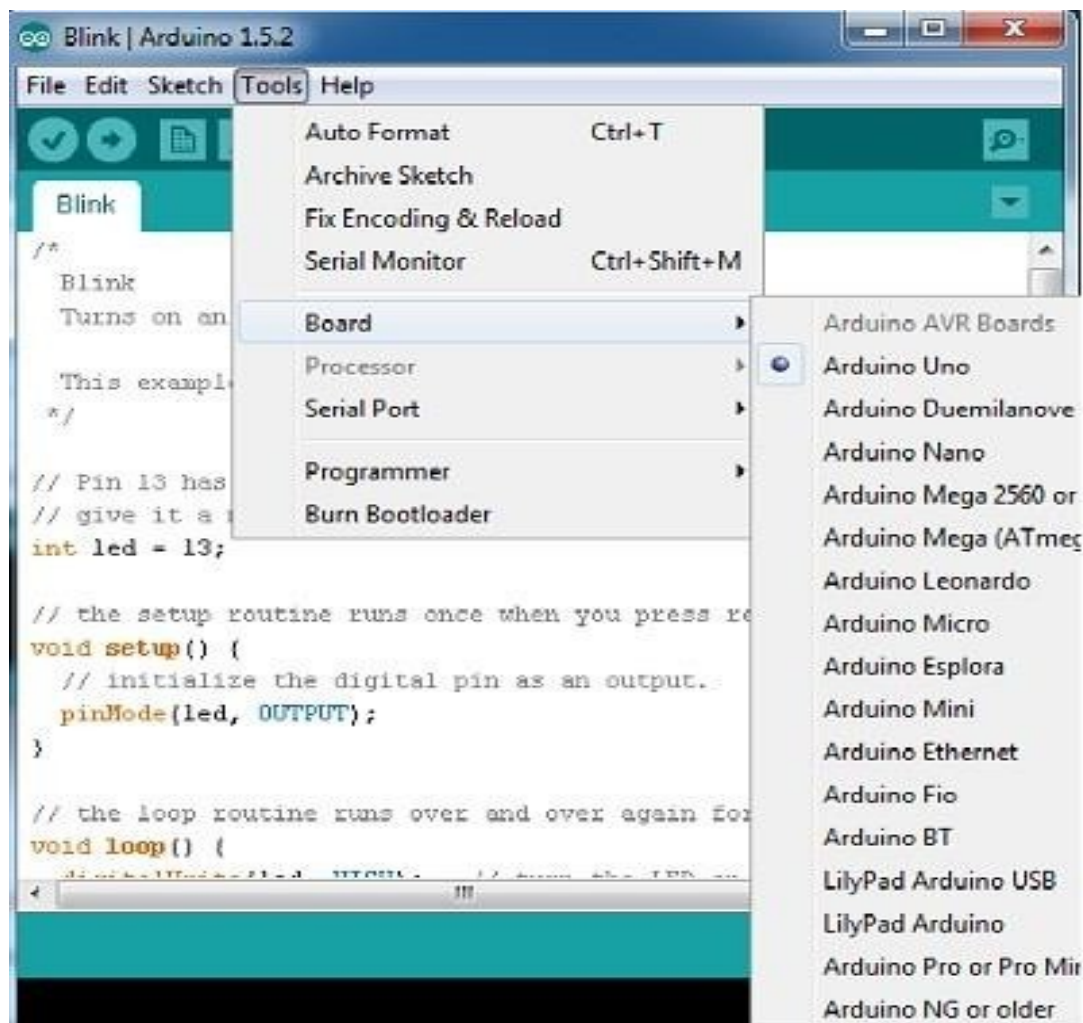 Blink | Arduino 1.5.2
File Edit Sketch Tools Help
Auto Format Ctrl+T
Archive Sketch
Fix Encoding & Reload
Serial Monitor Ctrl+Shift+M
Board
Processor
Serial Port
Programmer
Burn Bootloader
Arduino AVR Boards
Arduino Uno
Arduino Duemilanove
Arduino Nano
Arduino Mega 2560 or
Arduino Mega (ATmeg
Arduino Leonardo
Arduino Micro
Arduino Esplora
Arduino Mini
Arduino Ethernet
Arduino Fio
Arduino BT
LilyPad Arduino USB
LilyPad Arduino
Arduino Pro or Pro Mir
Arduino NG or older
Blink
/*
Blink
Turns on an
This exampl
*/
// Pin 13 has
// give it a
int led = 13;
// the setup routine runs once when you press re
void setup() {
// initialize the digital pin as an output.
pinMode(led, OUTPUT);
}
// the loop routine runs over and over again for
void loop() {